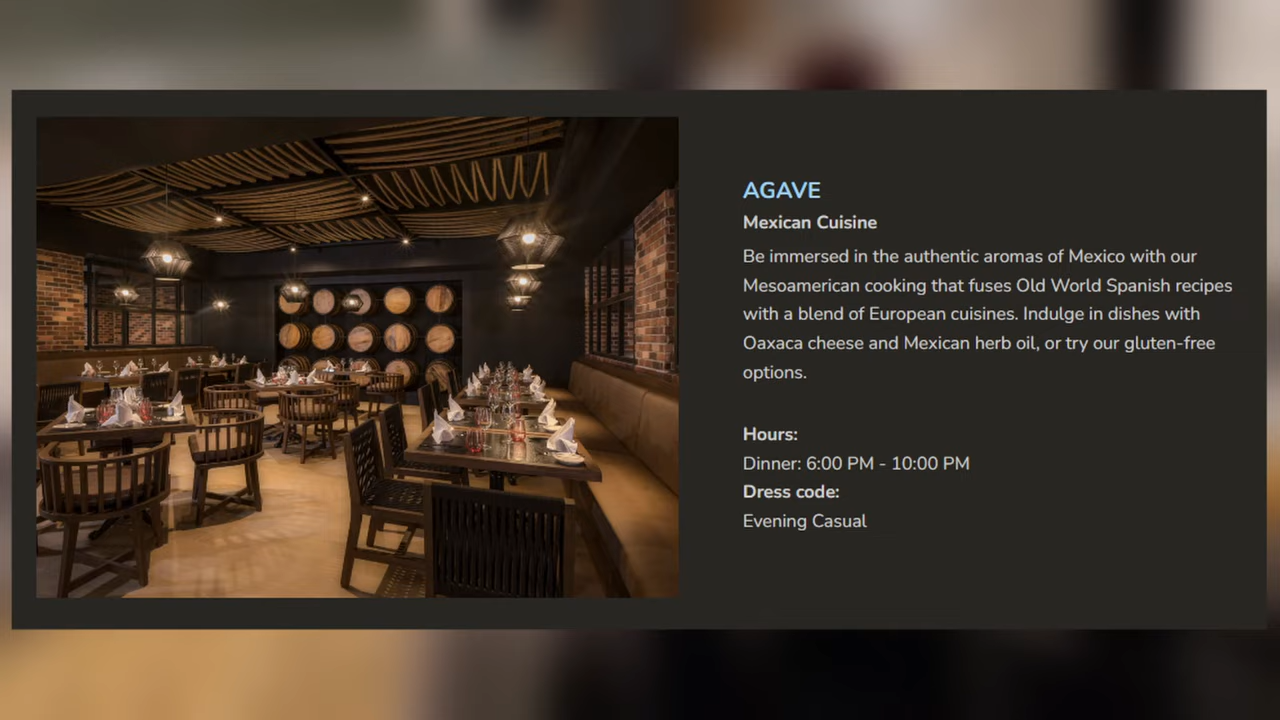 AGAVE
Mexican Cuisine
Be immersed in the authentic aromas of Mexico with our
Mesoamerican cooking that fuses Old World Spanish recipes
with a blend of European cuisines. Indulge in dishes with
Oaxaca cheese and Mexican herb oil, or try our gluten-free
options.
Hours:
Dinner: 6:00 PM - 10:00 PM
Dress code:
Evening Casual